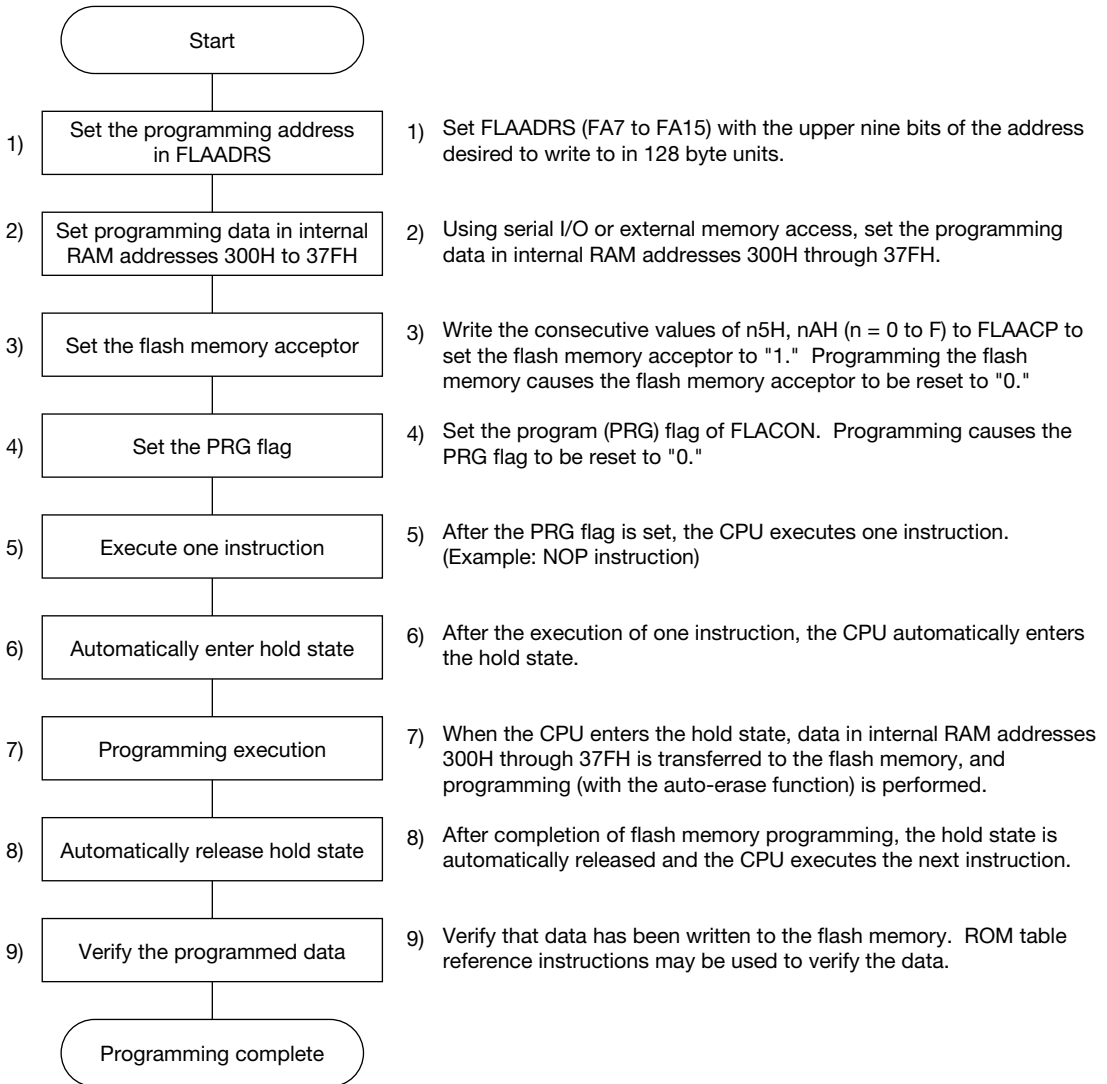 Start
1)
Set the programming address
in FLAADRS
1) Set FLAADRS (FA7 to FA15) with the upper nine bits of the address
desired to write to in 128 byte units.
2)
Set programming data in internal
RAM addresses 300H to 37FH
2) Using serial I/O or external memory access, set the programming
data in internal RAM addresses 300H through 37FH.
3)
Set the flash memory acceptor
3) Write the consecutive values of n5H, nAH (n = 0 to F) to FLAACP to
set the flash memory acceptor to "1." Programming the flash
memory causes the flash memory acceptor to be reset to "0."
4)
Set the PRG flag
4) Set the program (PRG) flag of FLACON. Programming causes the
PRG flag to be reset to "0."
5)
Execute one instruction
5) After the PRG flag is set, the CPU executes one instruction.
(Example: NOP instruction)
6)
Automatically enter hold state
6) After the execution of one instruction, the CPU automatically enters
the hold state.
7)
Programming execution
7) When the CPU enters the hold state, data in internal RAM addresses
300H through 37FH is transferred to the flash memory, and
programming (with the auto-erase function) is performed.
8)
Automatically release hold state
8) After completion of flash memory programming, the hold state is
automatically released and the CPU executes the next instruction.
9)
Verify the programmed data
9) Verify that data has been written to the flash memory. ROM table
reference instructions may be used to verify the data.
Programming complete